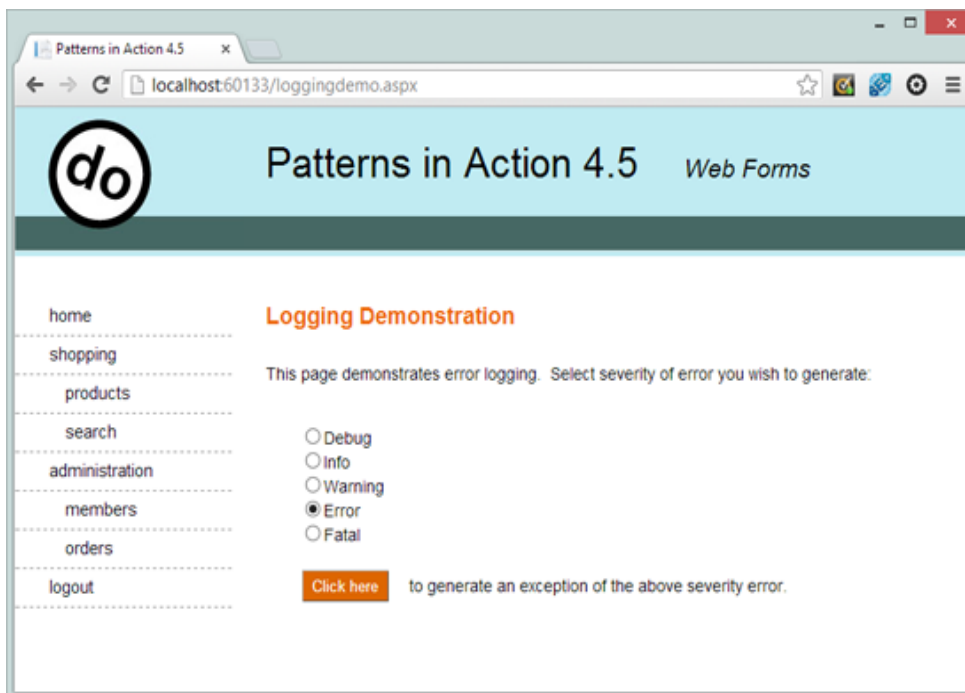 Patterns in Action 4.5
localhost:60133/loggingdemo.aspx
do
Patterns in Action 4.5 Web Forms
home
shopping
products
search
administration
members
orders
logout
Logging Demonstration
This page demonstrates error logging. Select severity of error you wish to generate:
Debug
Info
Warning
Error
Fatal
Click here to generate an exception of the above severity error.